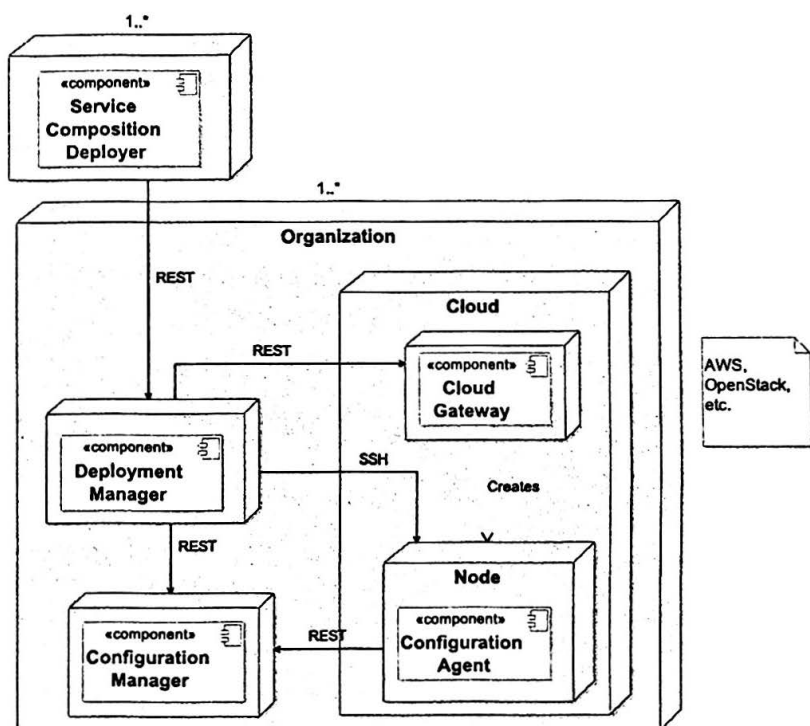 1..*
«component»
Service
Composition
Deployer
1..*
Organization
REST
Cloud
REST
«component»
Cloud
Gateway
AWS,
OpenStack,
etc.
«component»
Deployment
Manager
SSH
Creates
REST
Node
«component»
Configuration
Manager
REST
«component»
Configuration
Agent